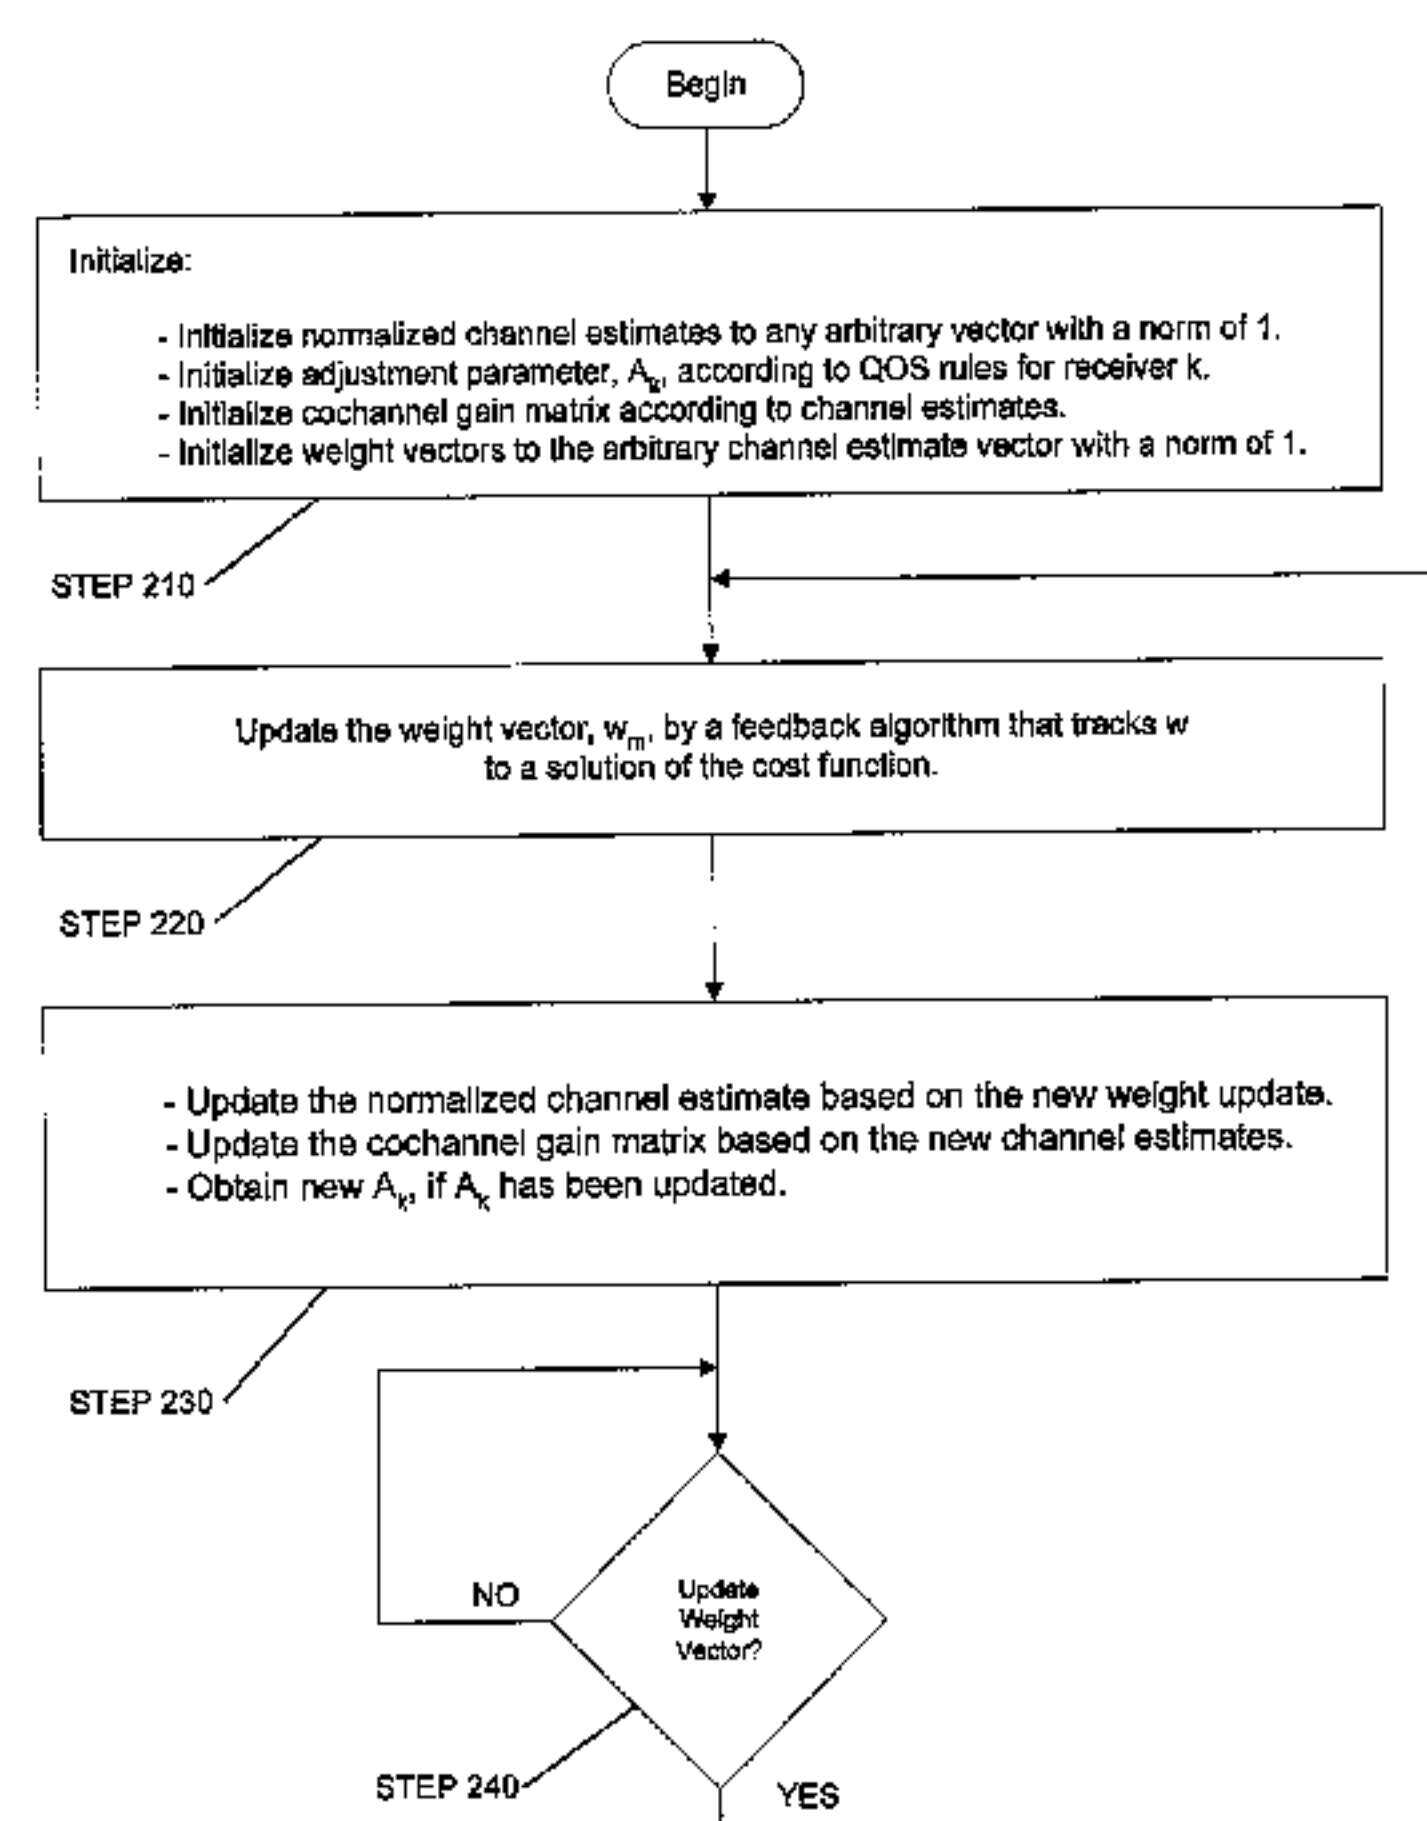 Begin
Initialize:
- Initialize normalized channel estimates to any arbitrary vector with a norm of 1.
- Initialize adjustment parameter, Aₖ, according to QOS rules for receiver k.
- Initialize cochannel gain matrix according to channel estimates.
- Initialize weight vectors to the arbitrary channel estimate vector with a norm of 1.
STEP 210
Update the weight vector, wₘ, by a feedback algorithm that tracks w
to a solution of the cost function.
STEP 220
- Update the normalized channel estimate based on the new weight update.
- Update the cochannel gain matrix based on the new channel estimates.
- Obtain new Aₖ, if Aₖ has been updated.
STEP 230
NO
Update
Weight
Vector?
STEP 240
YES